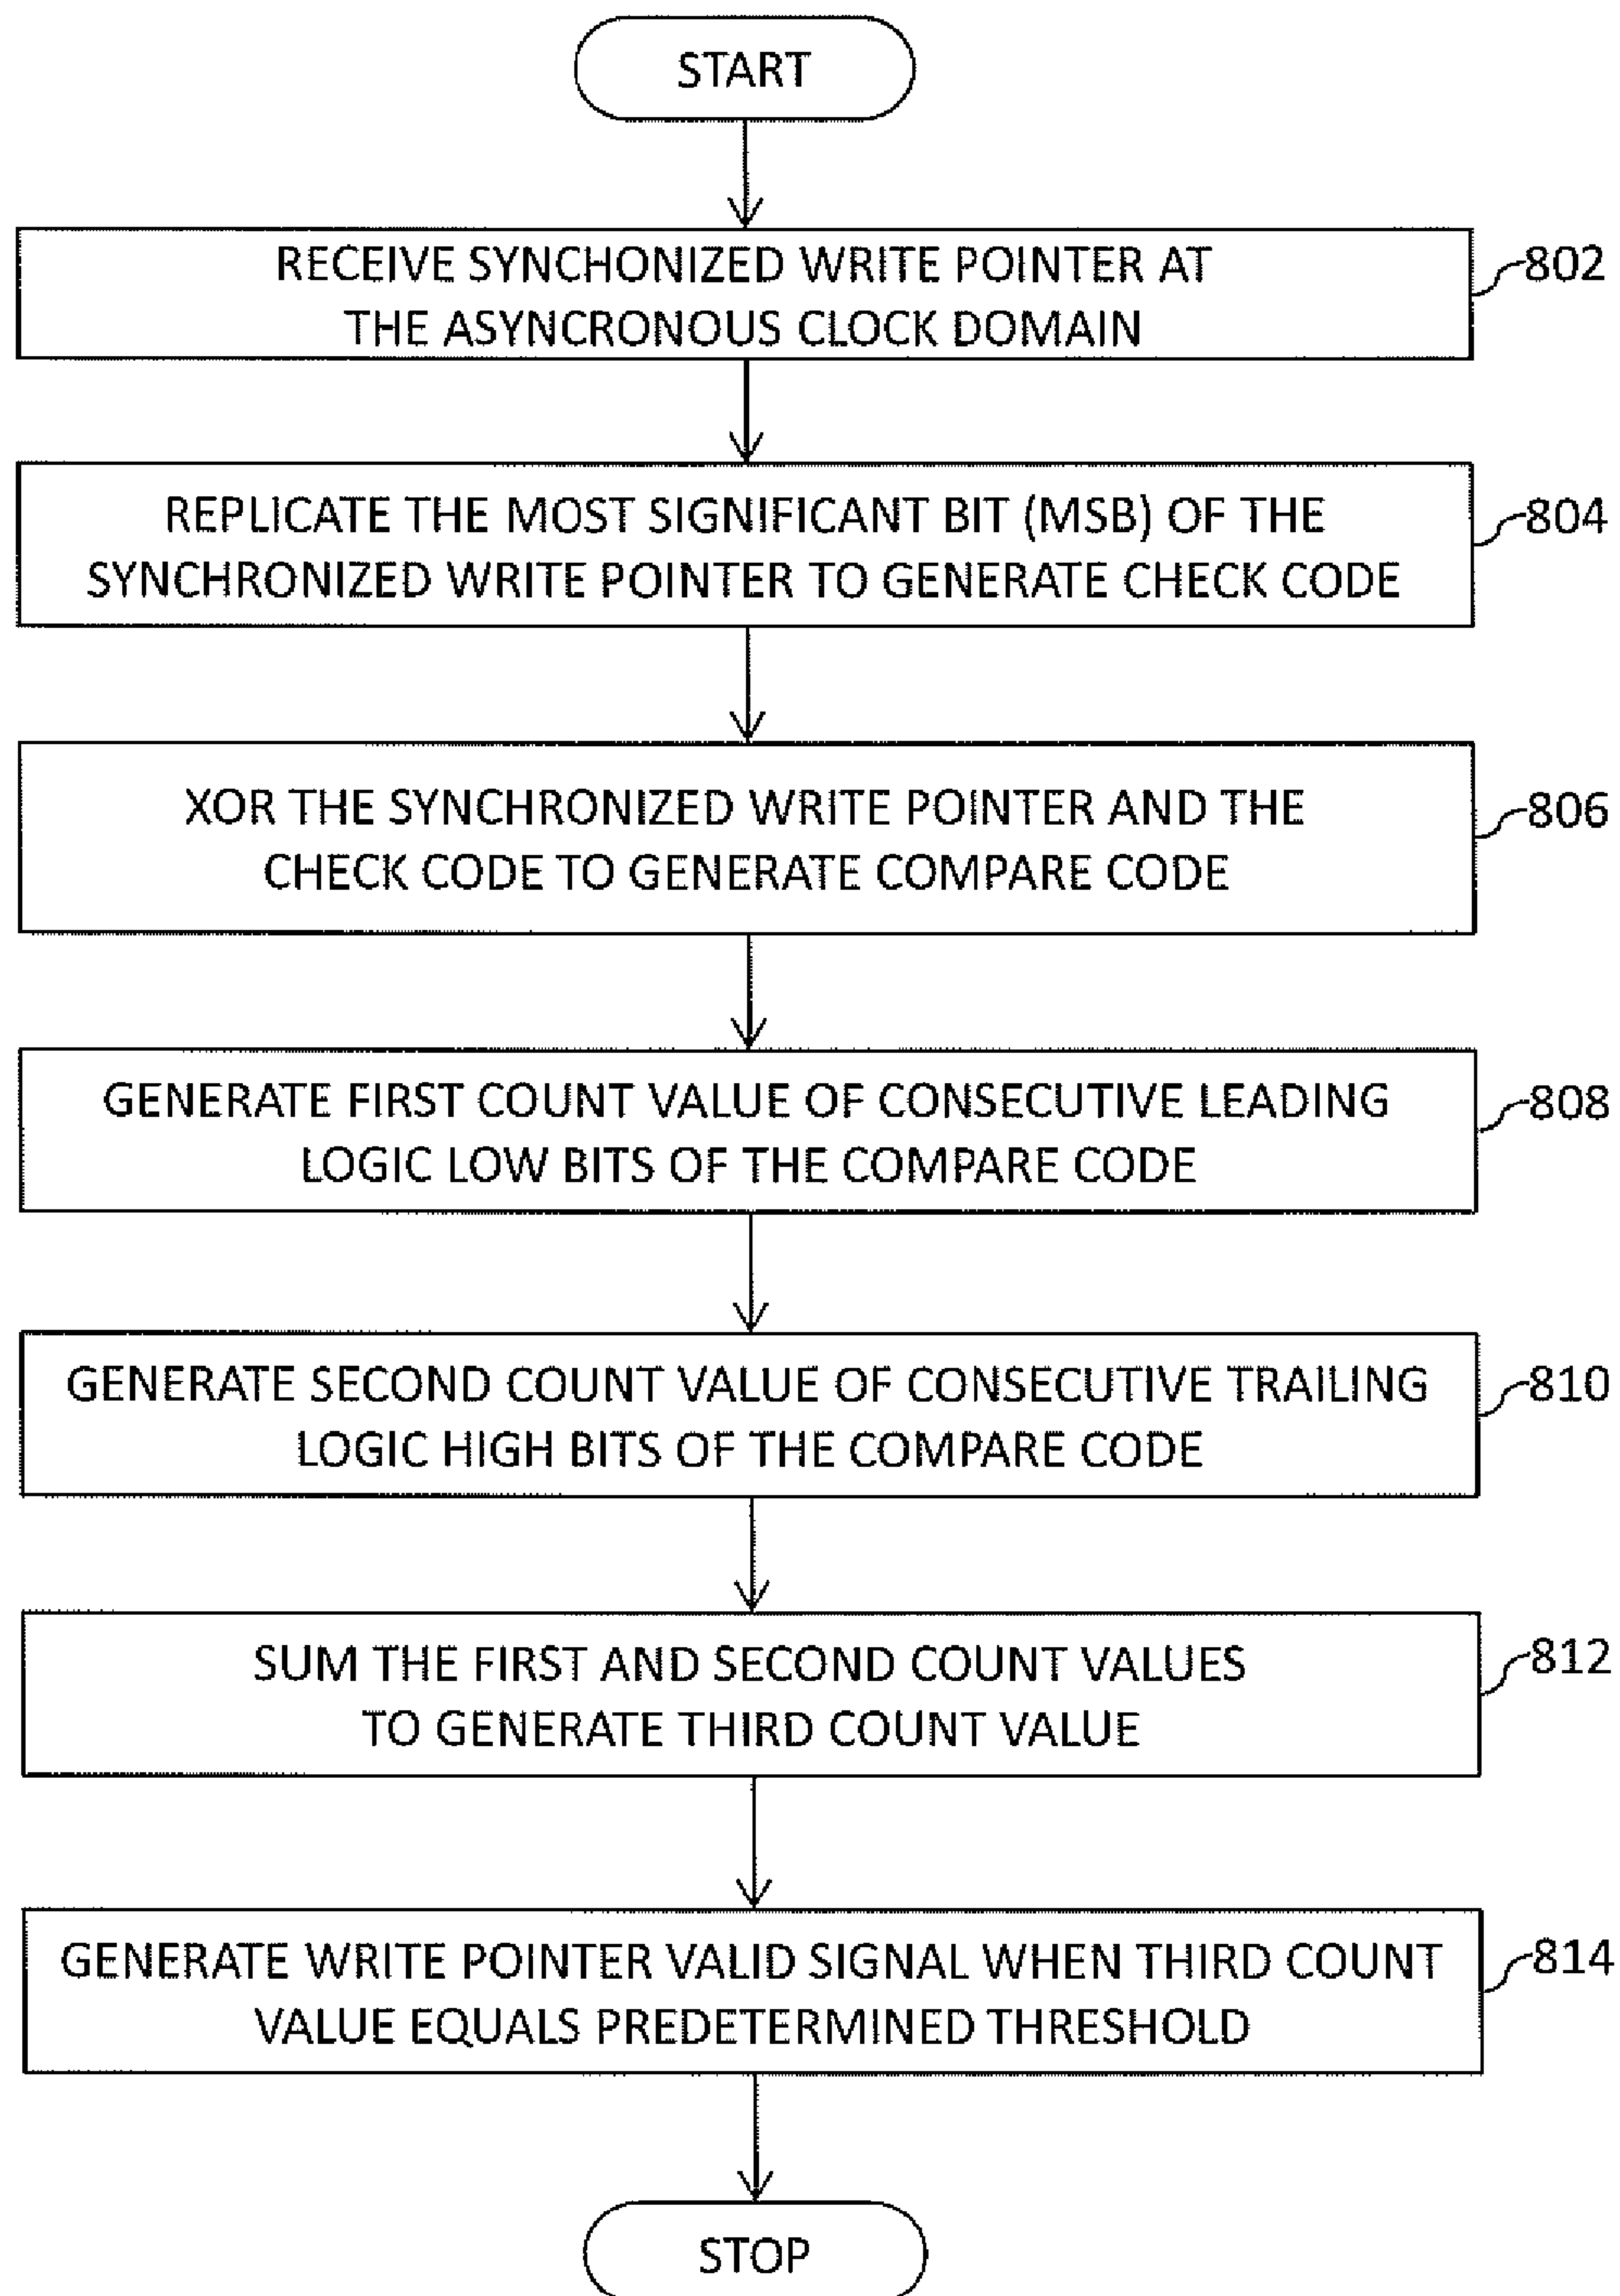 START
RECEIVE SYNCHONIZED WRITE POINTER AT
THE ASYNCRONOUS CLOCK DOMAIN
802
REPLICATE THE MOST SIGNIFICANT BIT (MSB) OF THE
SYNCHRONIZED WRITE POINTER TO GENERATE CHECK CODE
804
XOR THE SYNCHRONIZED WRITE POINTER AND THE
CHECK CODE TO GENERATE COMPARE CODE
806
GENERATE FIRST COUNT VALUE OF CONSECUTIVE LEADING
LOGIC LOW BITS OF THE COMPARE CODE
808
GENERATE SECOND COUNT VALUE OF CONSECUTIVE TRAILING
LOGIC HIGH BITS OF THE COMPARE CODE
810
SUM THE FIRST AND SECOND COUNT VALUES
TO GENERATE THIRD COUNT VALUE
812
GENERATE WRITE POINTER VALID SIGNAL WHEN THIRD COUNT
VALUE EQUALS PREDETERMINED THRESHOLD
814
STOP